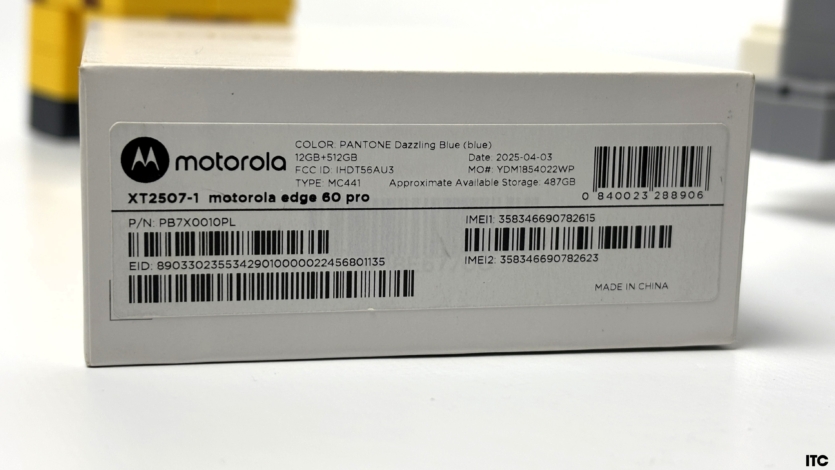 motorola
COLOR: PANTONE Dazzling Blue (blue)
12GB+512GB Date: 2025-04-03
FCC ID: IHDT56AU3 MO#: YDM1854022WP
TYPE: MC441 Approximate Available Storage: 487GB
0 840023 288906
XT2507-1 motorola edge 60 pro
P/N: PB7X0010PL
IMEI1: 358346690782615
EID: 89033023553429010000022456801135
IMEI2: 358346690782623
MADE IN CHINA
ITC